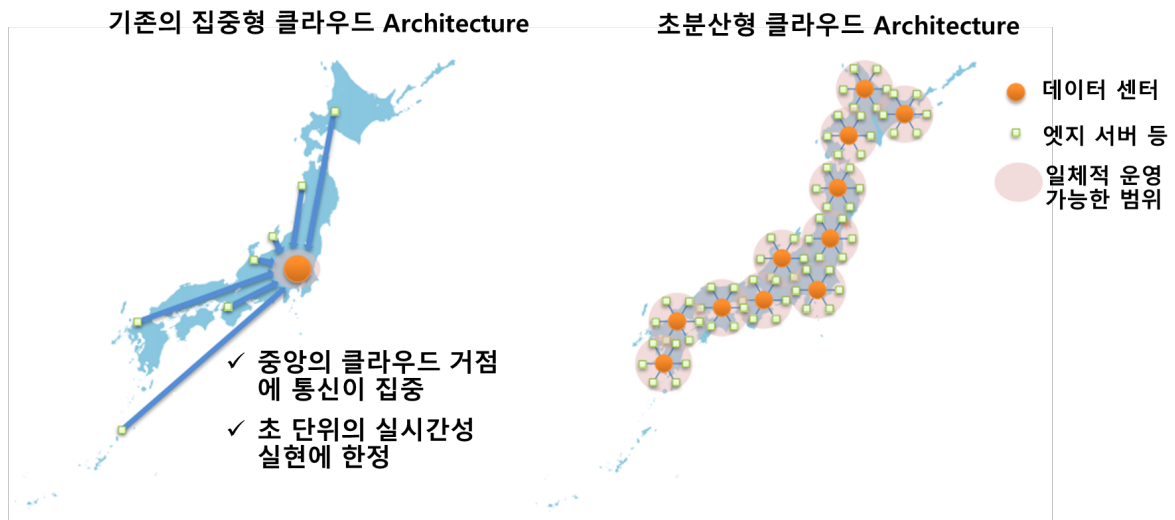 기존의 집중형 클라우드 Architecture
초분산형 클라우드 Architecture
데이터 센터
엣지 서버 등
일체적 운영
가능한 범위
✓ 중앙의 클라우드 거점
에 통신이 집중
✓ 초 단위의 실시간성
실현에 한정